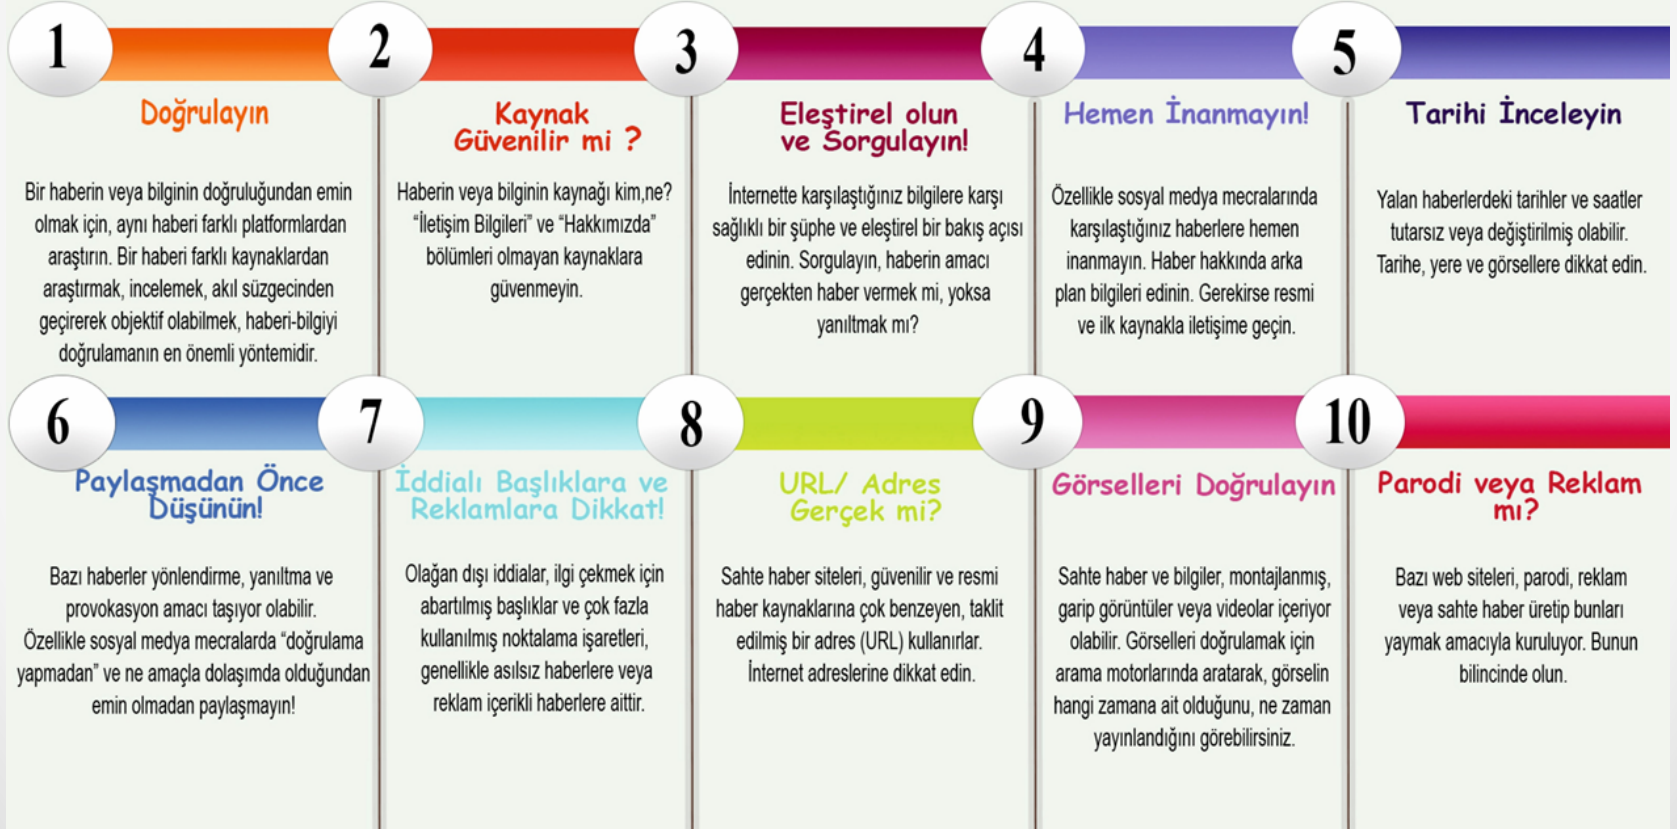 1
Doğrulayın
Bir haberin veya bilginin doğruluğundan emin
olmak için, aynı haberi farklı platformlardan
araştırın. Bir haberi farklı kaynaklardan
araştırmak, incelemek, akıl süzgecinden
geçirerek objektif olabilmek, haberi-bilgiyi
doğrulamanın en önemli yöntemidir.
2
Kaynak
Güvenilir mi ?
Haberin veya bilginin kaynağı kim,ne?
“İletişim Bilgileri” ve “Hakkımızda”
bölümleri olmayan kaynaklara
güvenmeyin.
3
Eleştirel olun
ve Sorgulayın!
İnternette karşılaştığınız bilgilere karşı
sağlıklı bir şüphe ve eleştirel bir bakış açısı
edinin. Sorgulayın, haberin amacı
gerçekten haber vermek mi, yoksa
yanıltmak mı?
4
Hemen İnanmayın!
Özellikle sosyal medya mecralarında
karşılaştığınız haberlere hemen
inanmayın. Haber hakkında arka
plan bilgileri edinin. Gerekirse resmi
ve ilk kaynakla iletişime geçin.
5
Tarihi İnceleyin
Yalan haberlerdeki tarihler ve saatler
tutarsız veya değiştirilmiş olabilir.
Tarihe, yere ve görsellere dikkat edin.
6
Paylaşmadan Önce
Düşünün!
Bazı haberler yönlendirme, yanıltma ve
provokasyon amacı taşıyor olabilir.
Özellikle sosyal medya mecralarda “doğrulama
yapmadan” ve ne amaçla dolaşımda olduğundan
emin olmadan paylaşmayın!
7
İddialı Başlıklara ve
Reklamlara Dikkat!
Olağan dışı iddialar, ilgi çekmek için
abartılmış başlıklar ve çok fazla
kullanılmış noktalama işaretleri,
genellikle asılsız haberlere veya
reklam içerikli haberlere aittir.
8
URL/ Adres
Gerçek mi?
Sahte haber siteleri, güvenilir ve resmi
haber kaynaklarına çok benzeyen, taklit
edilmiş bir adres (URL) kullanırlar.
İnternet adreslerine dikkat edin.
9
Görselleri Doğrulayın
Sahte haber ve bilgiler, montajlanmış,
garip görüntüler veya videolar içeriyor
olabilir. Görselleri doğrulamak için
arama motorlarında aratarak, görselin
hangi zamana ait olduğunu, ne zaman
yayınlandığını görebilirsiniz.
10
Parodi veya Reklam
mı?
Bazı web siteleri, parodi, reklam
veya sahte haber üretip bunları
yaymak amacıyla kuruluyor. Bunun
bilincinde olun.